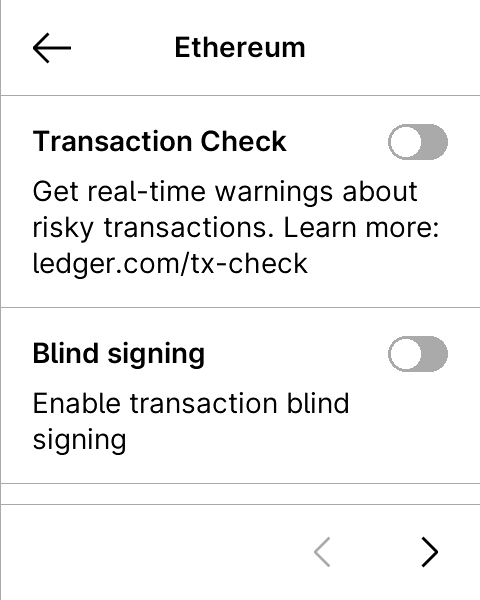 Ethereum
Transaction Check
Get real-time warnings about
risky transactions. Learn more:
ledger.com/tx-check
Blind signing
Enable transaction blind
signing